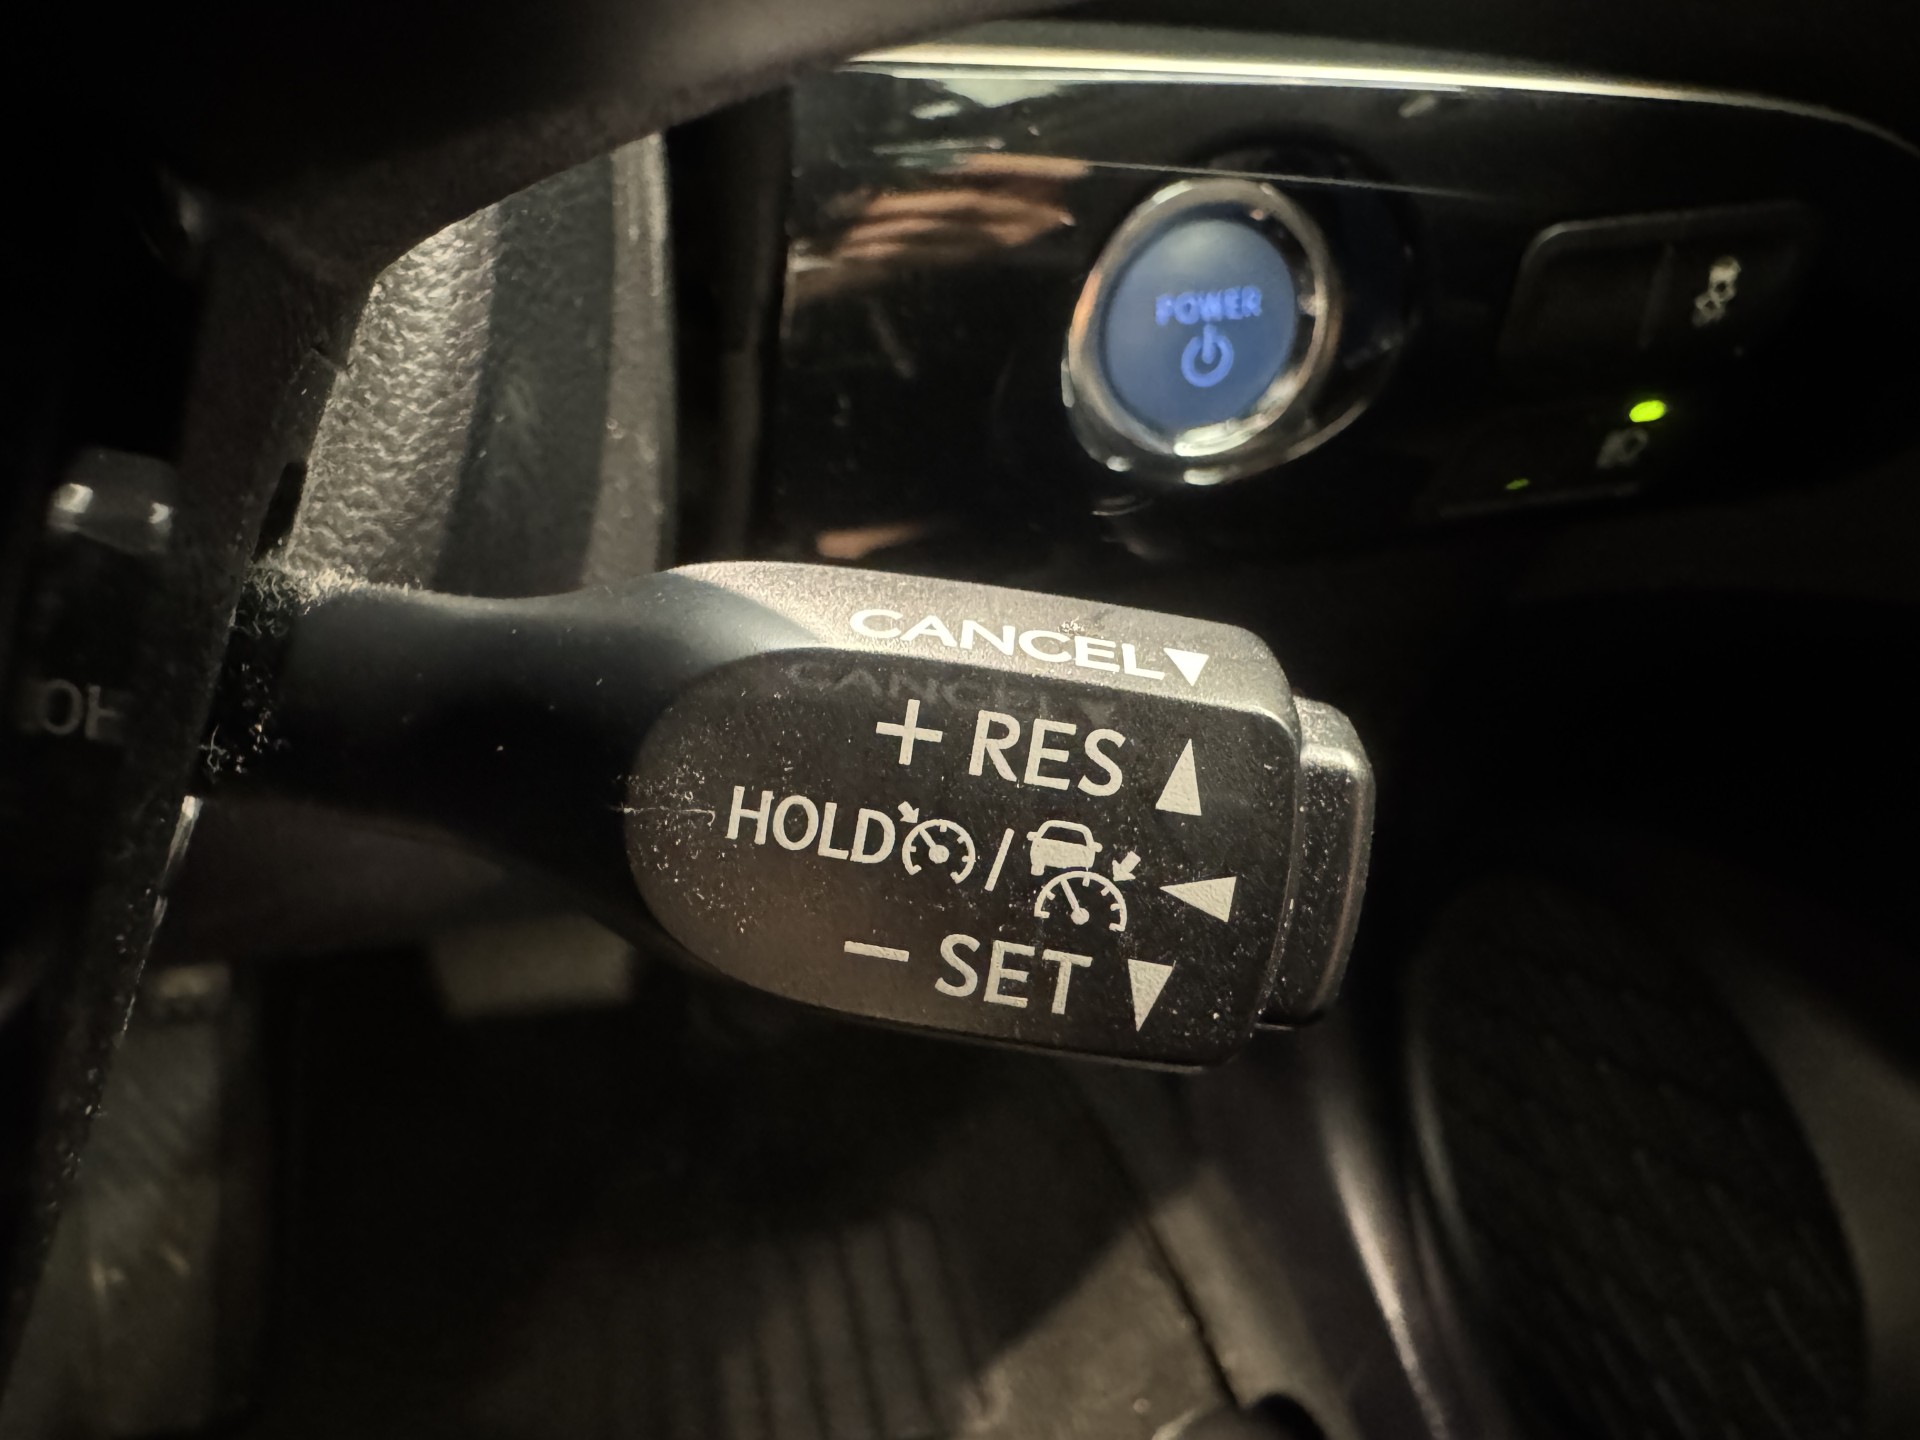 POWER
CANCEL▼
+ RES ▲
HOLD / ◀
− SET ▼